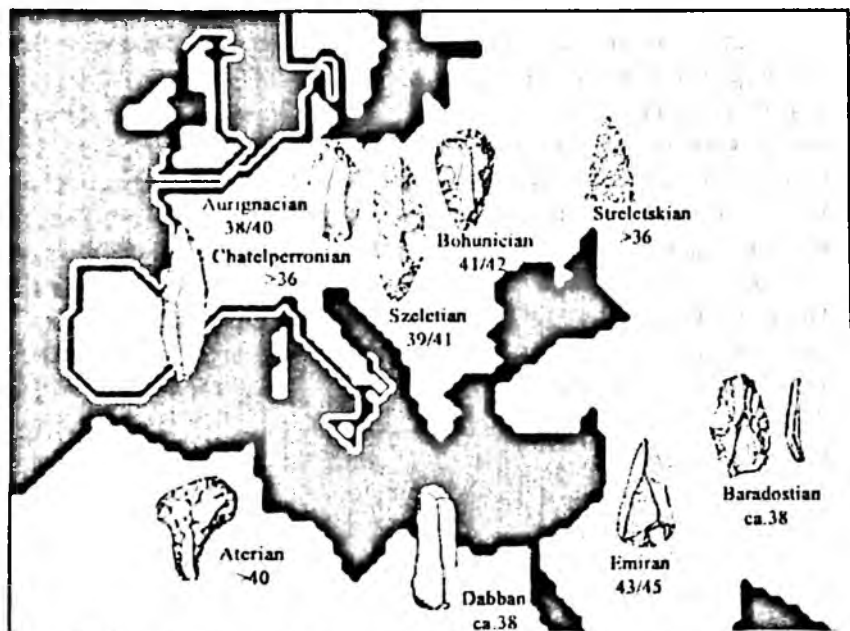 Aurignacian
38/40
Chatelperronian
>36
Bohunician
41/42
Szeletian
39/41
Streletskian
>36
Baradostian
ca.38
Aterian
>40
Dabban
ca.38
Emiran
43/45